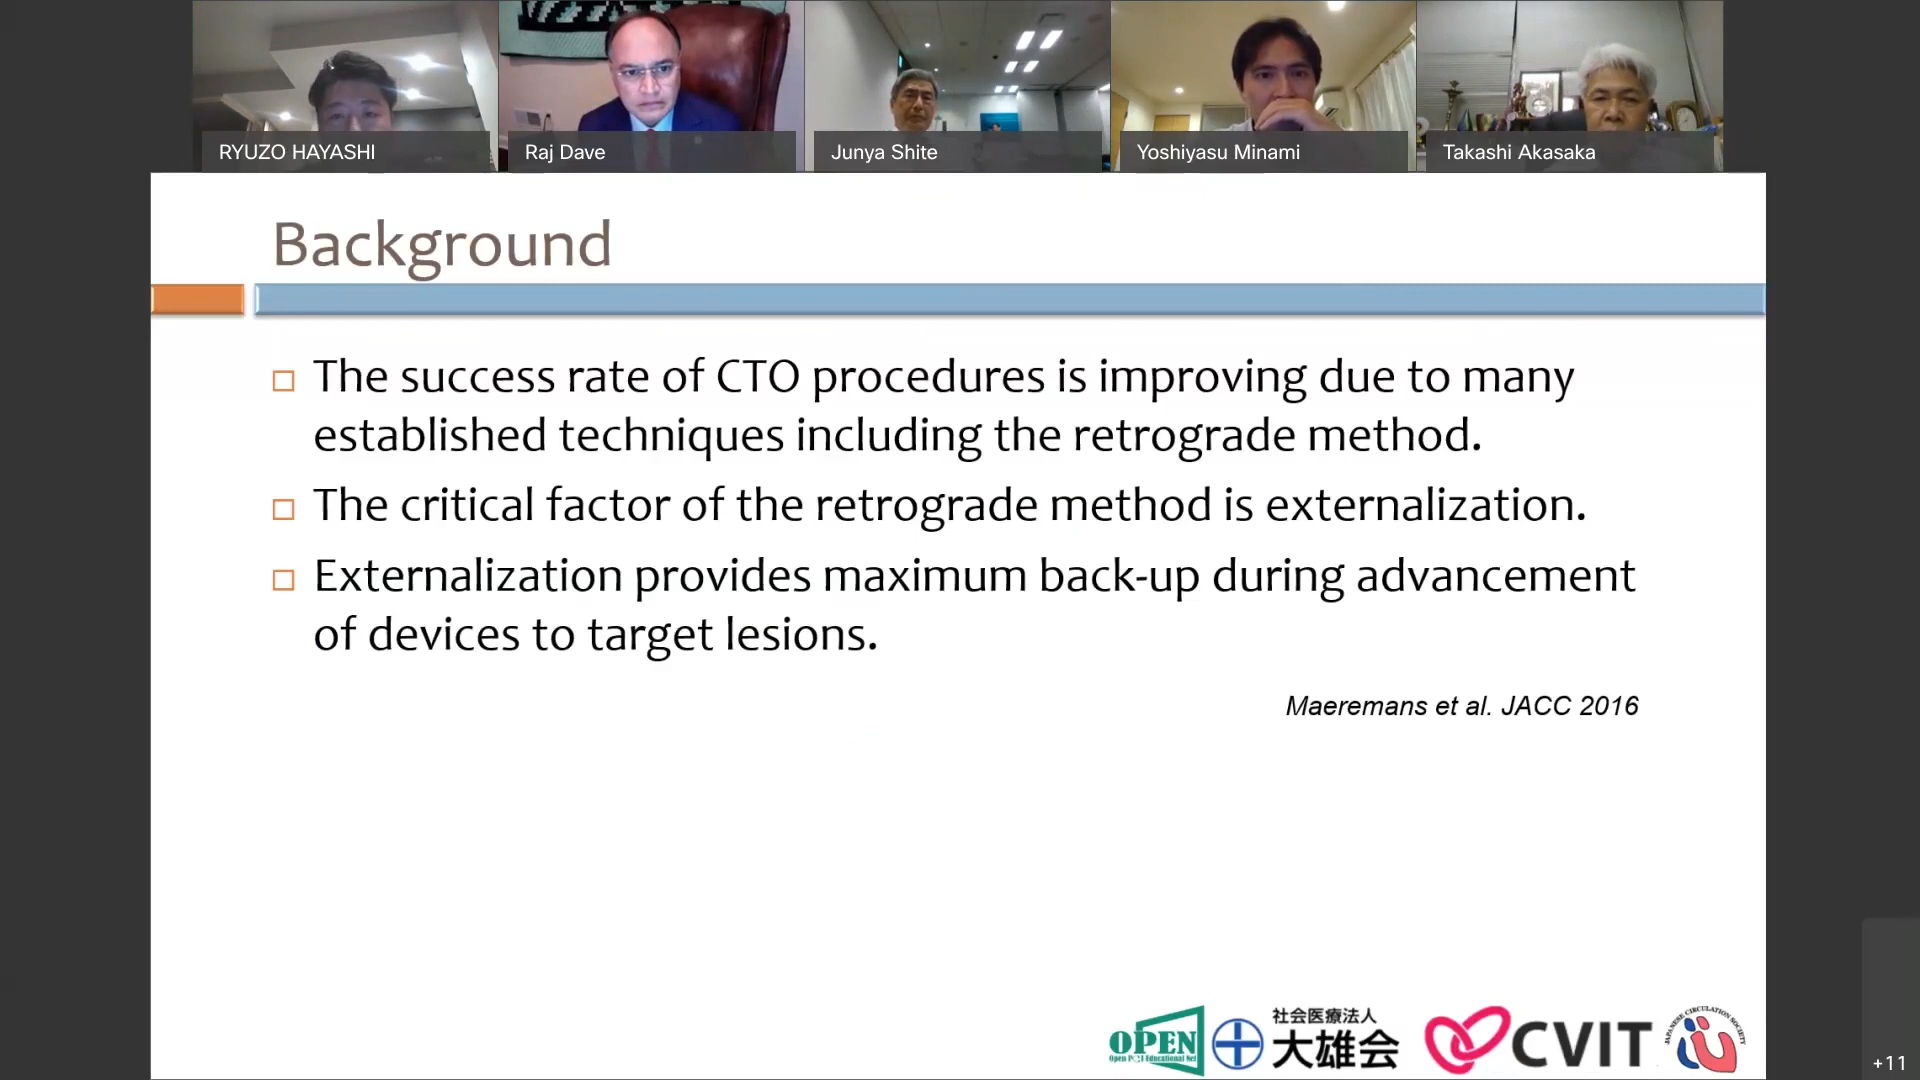 RYUZO HAYASHI
Raj Dave
Junya Shite
Yoshiyasu Minami
Takashi Akasaka
Background
The success rate of CTO procedures is improving due to many
established techniques including the retrograde method.
The critical factor of the retrograde method is externalization.
Externalization provides maximum back-up during advancement
of devices to target lesions.
Maeremans et al. JACC 2016
OPEN
Open PCI Educational Net
社会医療法人
大雄会
CVIT
JAPANESE CIRCULATION SOCIETY
+11